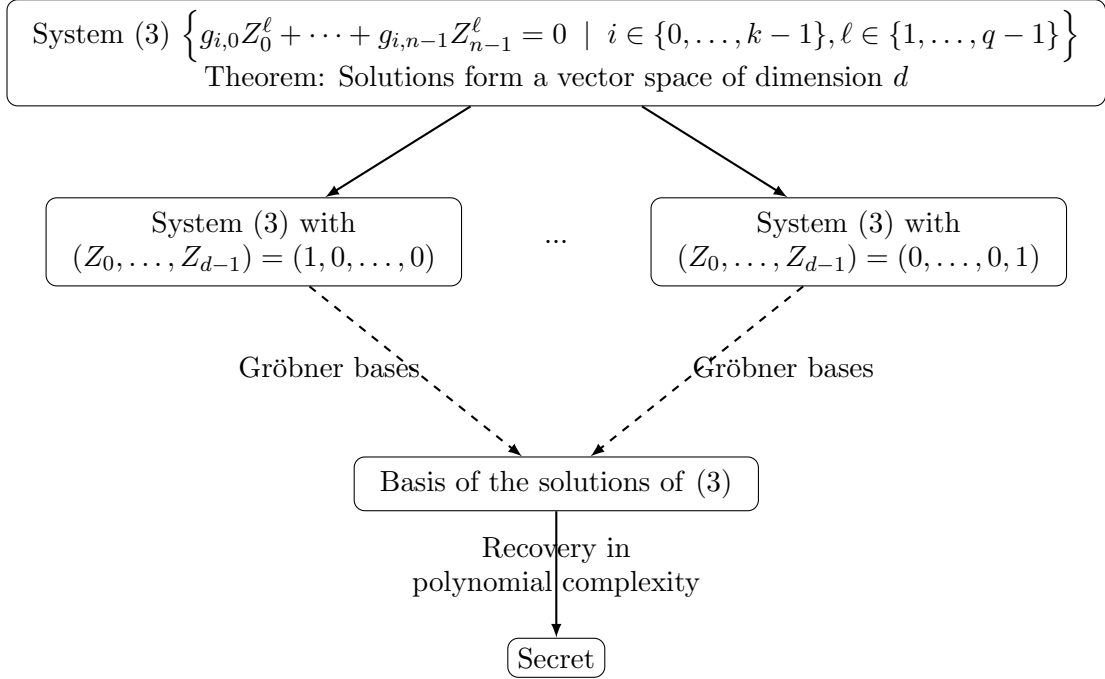 System (3) {g_{i,0}Z_0^ℓ + ⋯ + g_{i,n−1}Z_{n−1}^ℓ = 0 | i ∈ {0, …, k − 1}, ℓ ∈ {1, …, q − 1}}
Theorem: Solutions form a vector space of dimension d
System (3) with
(Z_0, …, Z_{d−1}) = (1, 0, …, 0)
...
System (3) with
(Z_0, …, Z_{d−1}) = (0, …, 0, 1)
Gröbner bases
Gröbner bases
Basis of the solutions of (3)
Recovery in
polynomial complexity
Secret